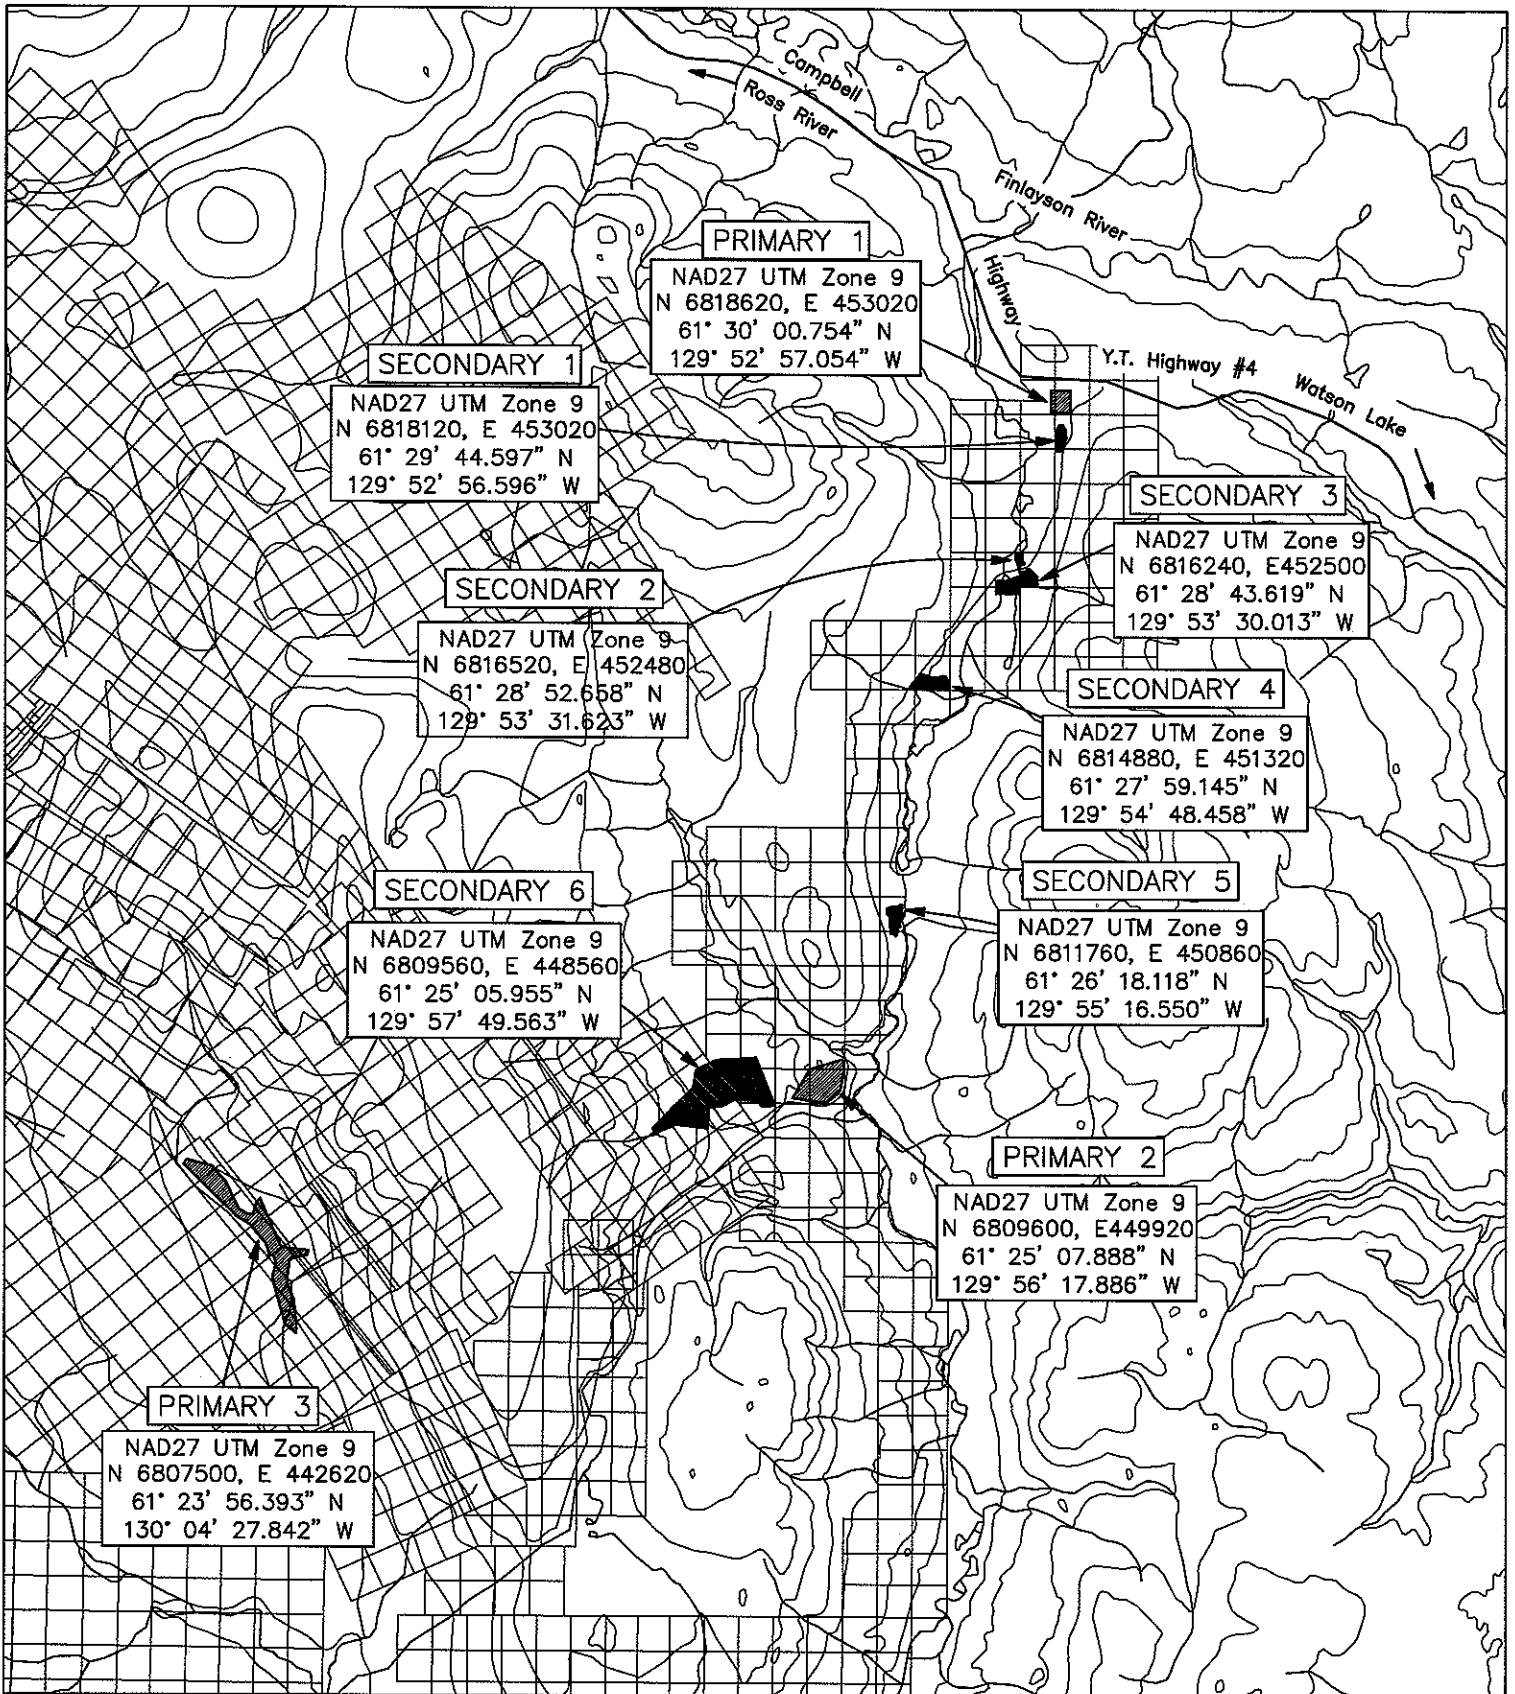 Campbell
Ross River
Finlayson River
Highway
Y.T. Highway #4
Watson Lake
PRIMARY 1
NAD27 UTM Zone 9
N 6818620, E 453020
61° 30' 00.754" N
129° 52' 57.054" W
SECONDARY 1
NAD27 UTM Zone 9
N 6818120, E 453020
61° 29' 44.597" N
129° 52' 56.596" W
SECONDARY 3
NAD27 UTM Zone 9
N 6816240, E452500
61° 28' 43.619" N
129° 53' 30.013" W
SECONDARY 2
NAD27 UTM Zone 9
N 6816520, E 452480
61° 28' 52.658" N
129° 53' 31.623" W
SECONDARY 4
NAD27 UTM Zone 9
N 6814880, E 451320
61° 27' 59.145" N
129° 54' 48.458" W
SECONDARY 5
NAD27 UTM Zone 9
N 6811760, E 450860
61° 26' 18.118" N
129° 55' 16.550" W
SECONDARY 6
NAD27 UTM Zone 9
N 6809560, E 448560
61° 25' 05.955" N
129° 57' 49.563" W
PRIMARY 2
NAD27 UTM Zone 9
N 6809600, E449920
61° 25' 07.888" N
129° 56' 17.886" W
PRIMARY 3
NAD27 UTM Zone 9
N 6807500, E 442620
61° 23' 56.393" N
130° 04' 27.842" W